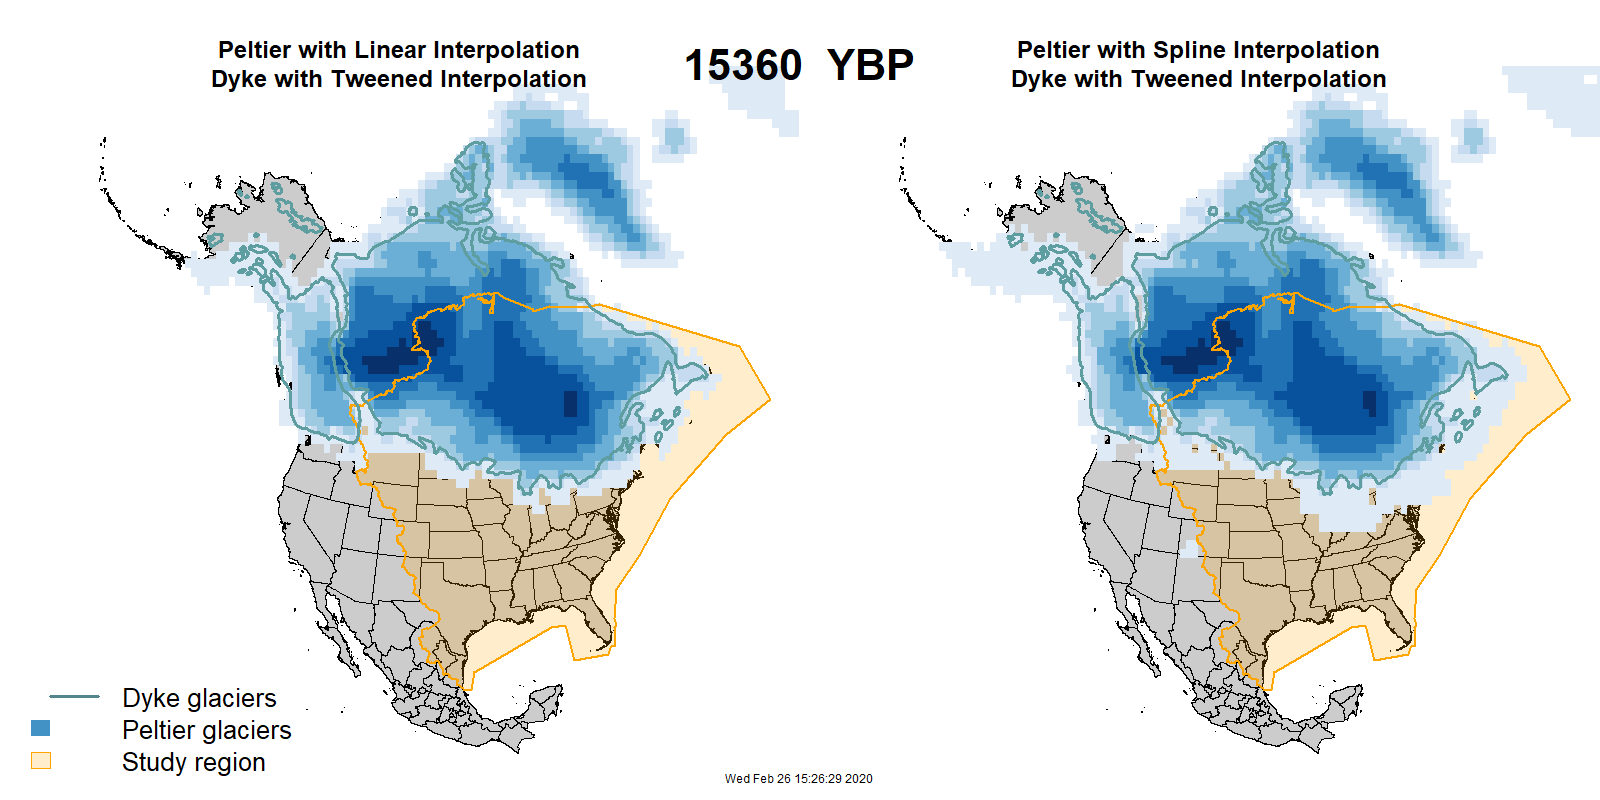 Peltier with Linear Interpolation
Dyke with Tweened Interpolation
15360 YBP
Peltier with Spline Interpolation
Dyke with Tweened Interpolation
Dyke glaciers
Peltier glaciers
Study region
Wed Feb 26 15:26:29 2020